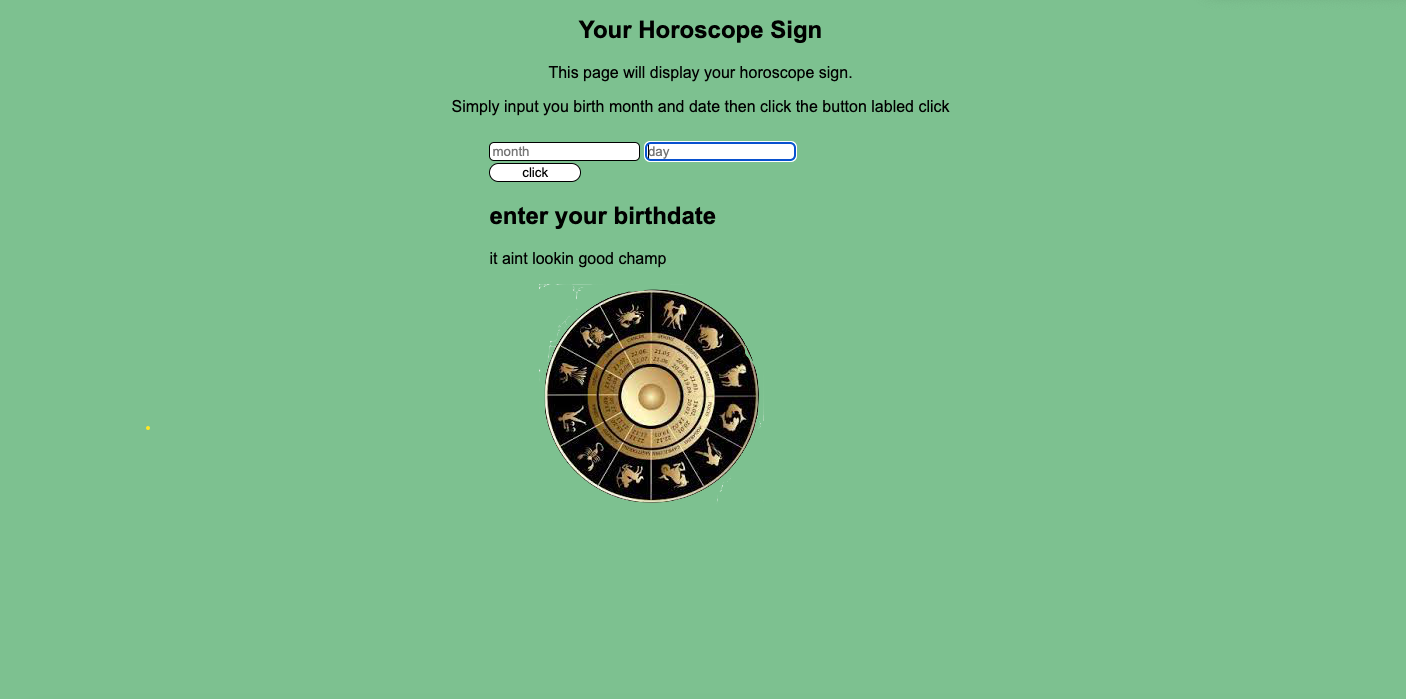 Your Horoscope Sign
This page will display your horoscope sign.
Simply input you birth month and date then click the button labled click
month day
click
enter your birthdate
it aint lookin good champ